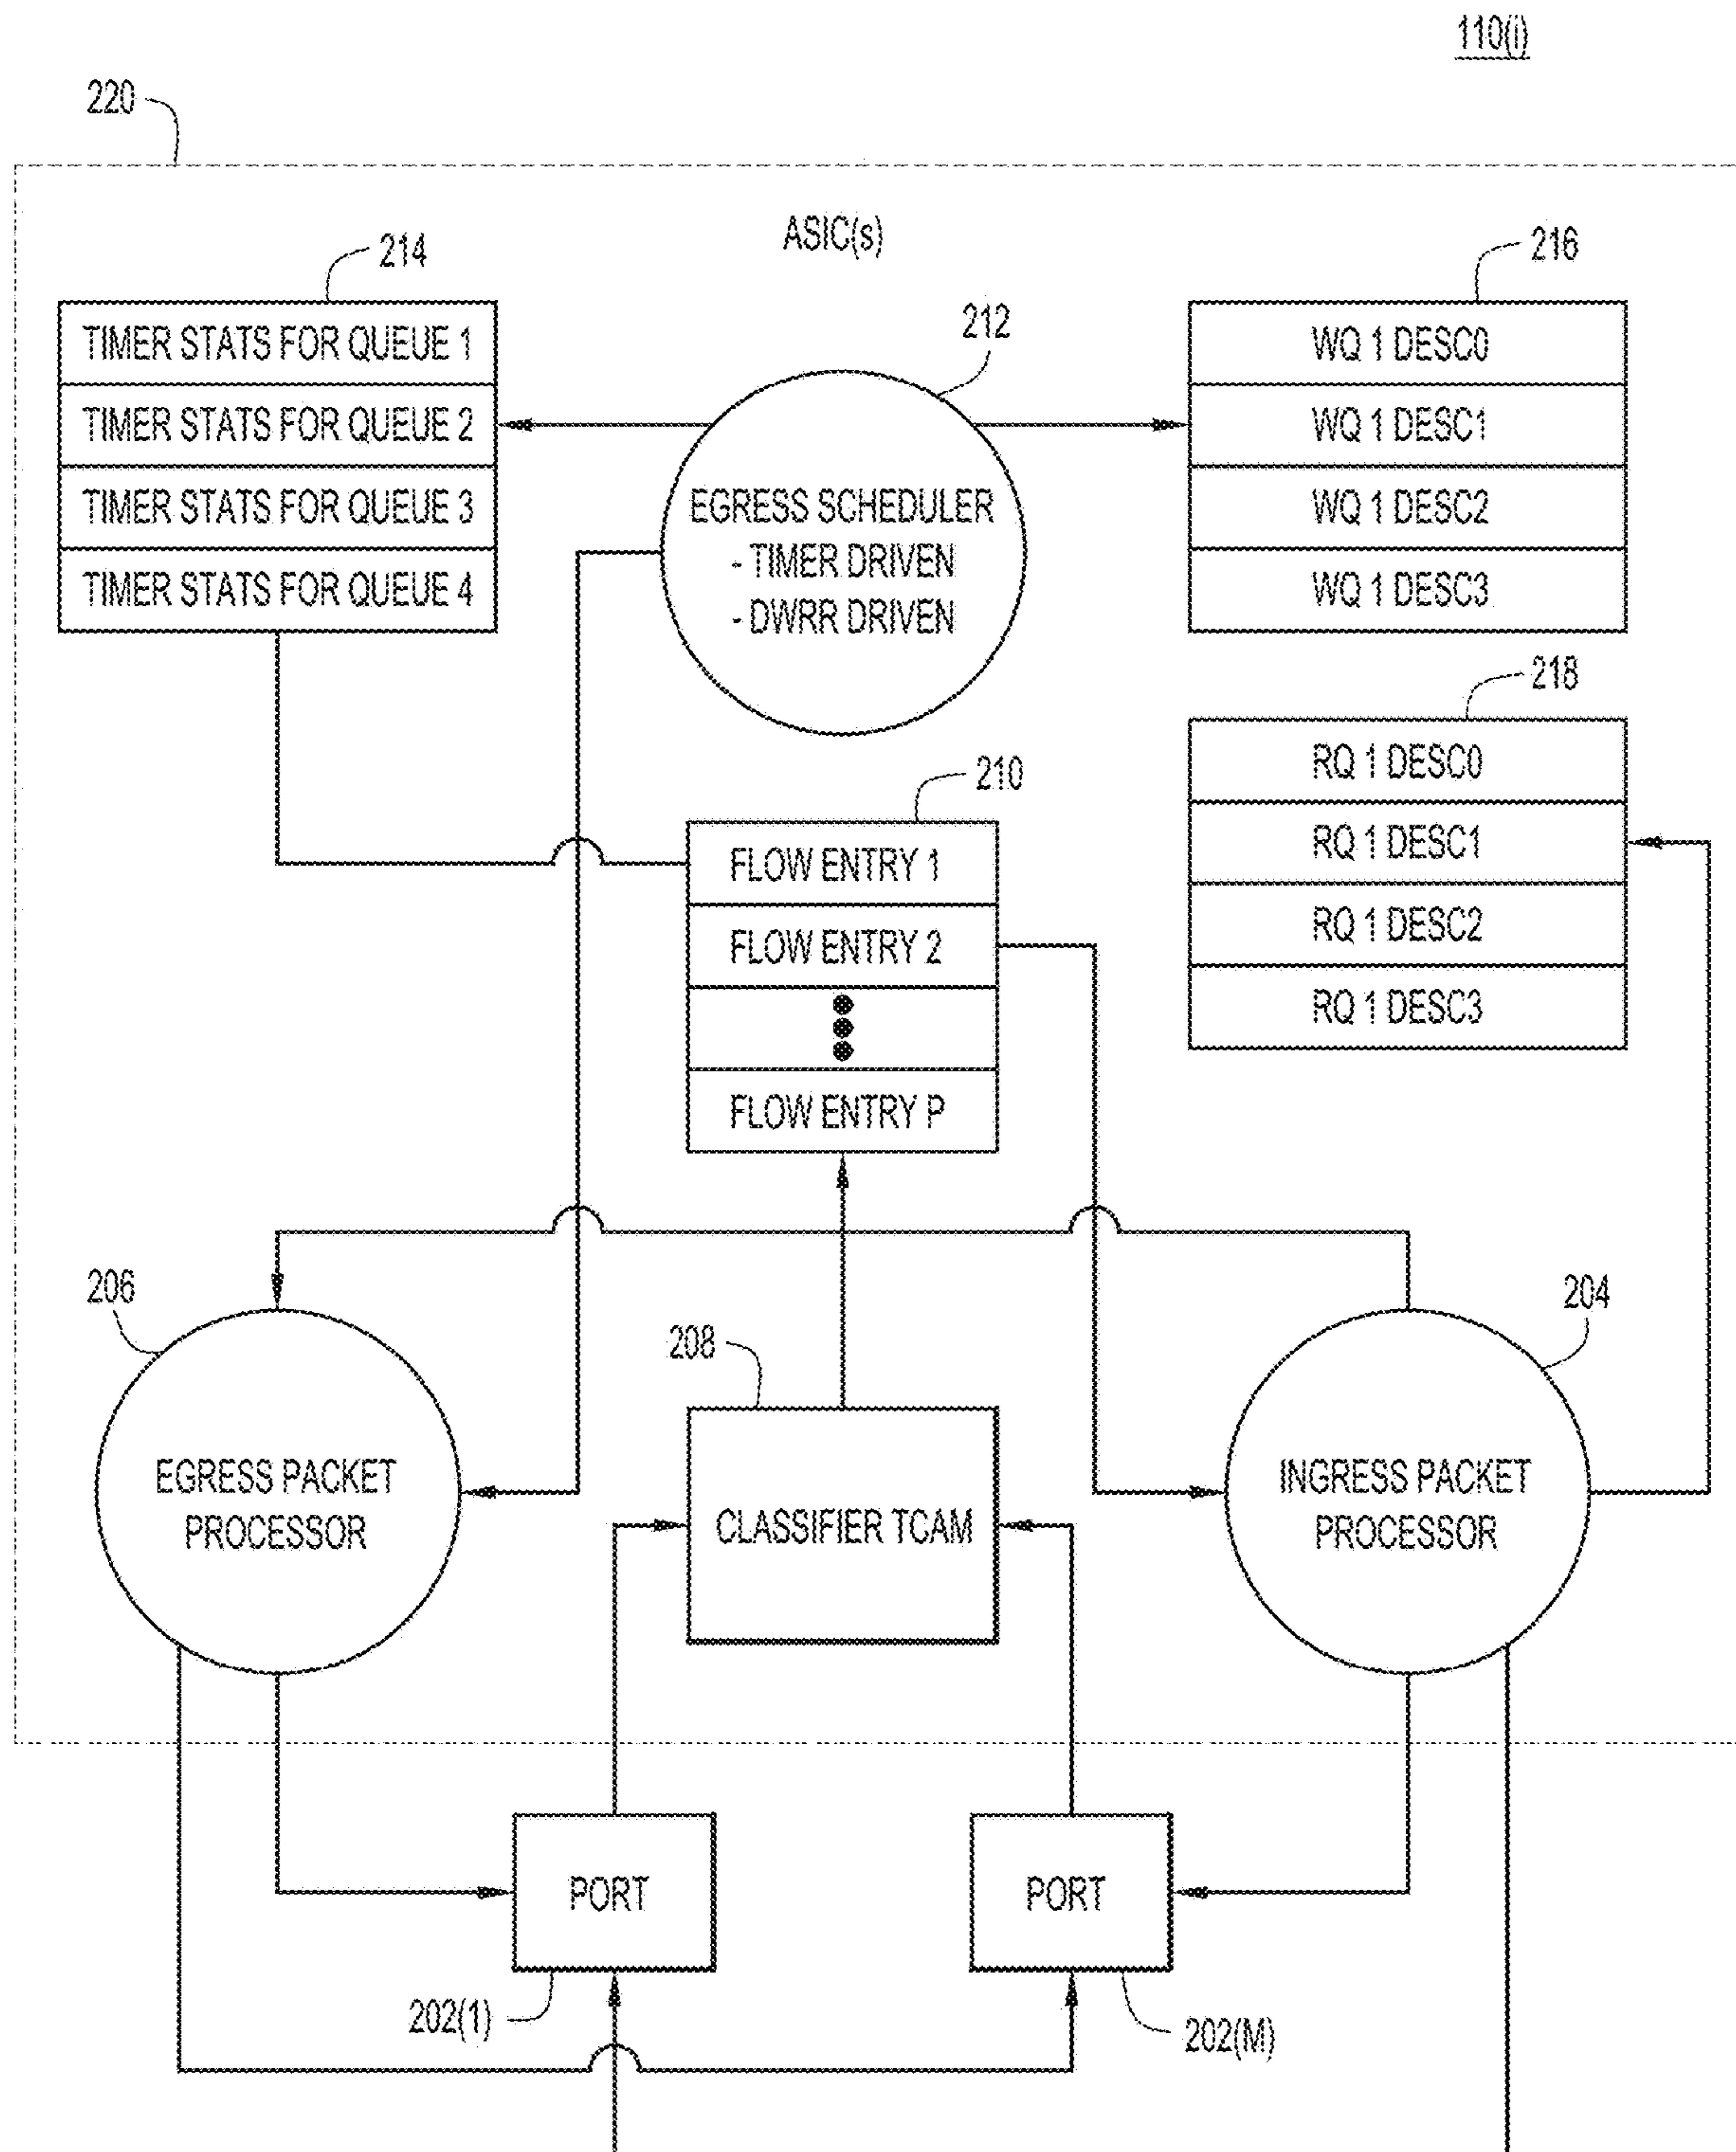 110(i)
220
ASIC(s)
214
TIMER STATS FOR QUEUE 1
TIMER STATS FOR QUEUE 2
TIMER STATS FOR QUEUE 3
TIMER STATS FOR QUEUE 4
212
EGRESS SCHEDULER
- TIMER DRIVEN
- DWRR DRIVEN
216
WQ 1 DESC0
WQ 1 DESC1
WQ 1 DESC2
WQ 1 DESC3
218
RQ 1 DESC0
RQ 1 DESC1
RQ 1 DESC2
RQ 1 DESC3
210
FLOW ENTRY 1
FLOW ENTRY 2
FLOW ENTRY P
206
EGRESS PACKET
PROCESSOR
208
CLASSIFIER TCAM
204
INGRESS PACKET
PROCESSOR
PORT
202(1)
PORT
202(M)